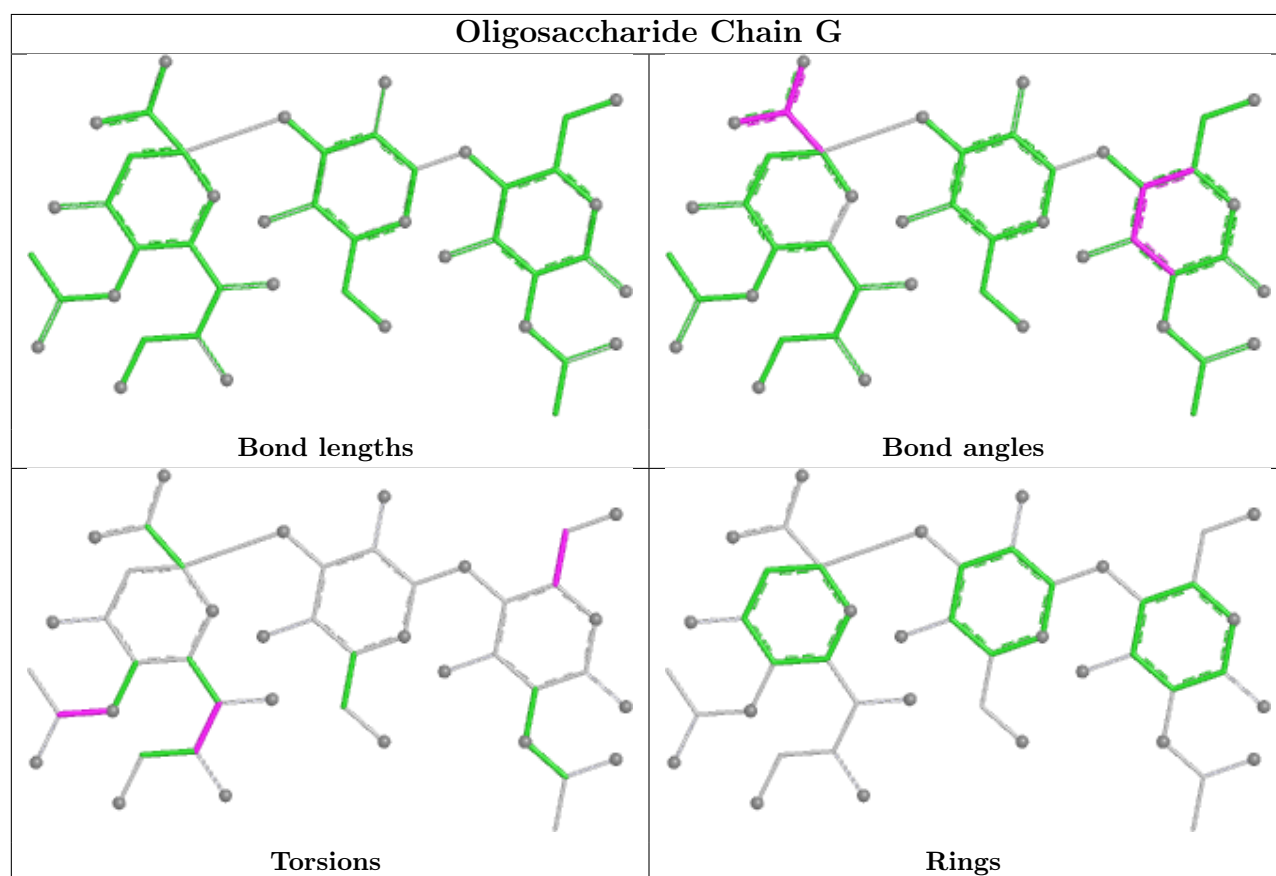 Oligosaccharide Chain G
Bond lengths
Bond angles
Torsions
Rings